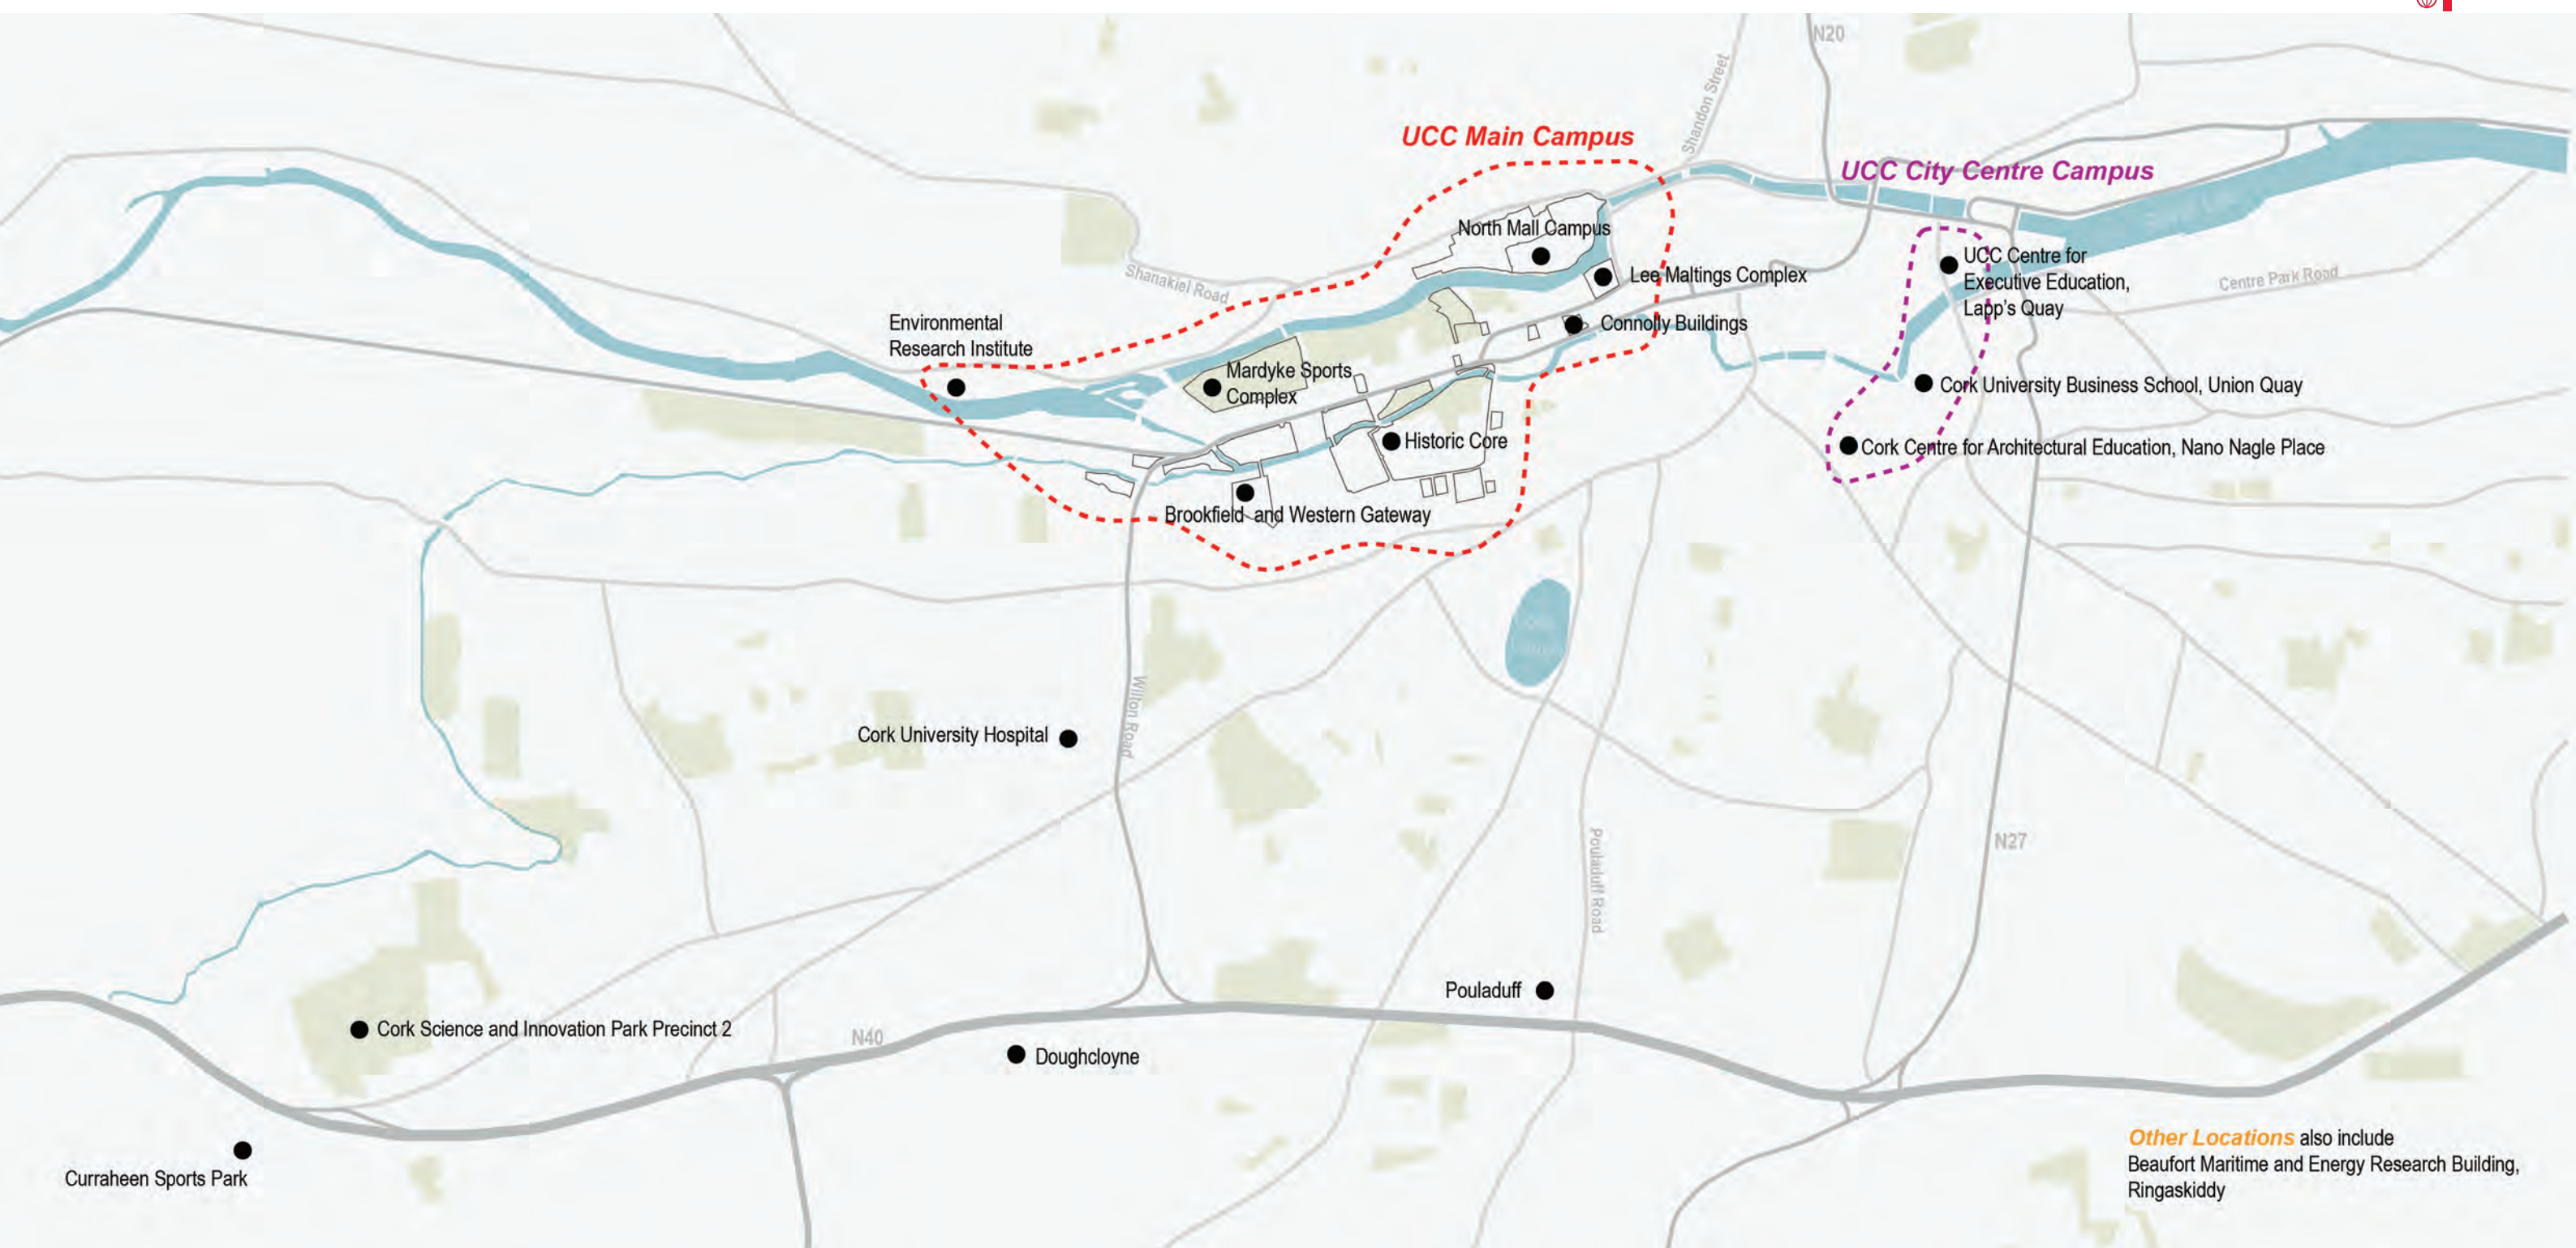 N20
Shandon Street
UCC Main Campus
UCC City Centre Campus
North Mall Campus
Lee Maltings Complex
UCC Centre for
Executive Education,
Lapp's Quay
Shanakiel Road
Centre Park Road
Environmental
Research Institute
Connolly Buildings
Mardyke Sports
Complex
Cork University Business School, Union Quay
Historic Core
Cork Centre for Architectural Education, Nano Nagle Place
Brookfield and Western Gateway
Wilton Road
Cork University Hospital
N27
Pouladuff Road
Pouladuff
Cork Science and Innovation Park Precinct 2
N40
Doughcloyne
Curraheen Sports Park
Other Locations also include
Beaufort Maritime and Energy Research Building,
Ringaskiddy